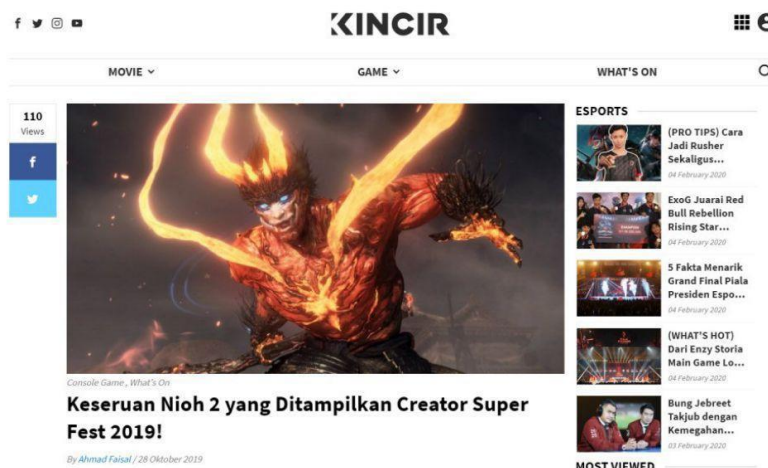 KINCIR
MOVIE
GAME
WHAT'S ON
110
Views
Console Game , What's On
Keseruan Nioh 2 yang Ditampilkan Creator Super
Fest 2019!
By Ahmad Faisal / 28 Oktober 2019
ESPORTS
(PRO TIPS) Cara
Jadi Rusher
Sekaligus...
04 February 2020
ExoG Juarai Red
Bull Rebellion
Rising Star...
04 February 2020
5 Fakta Menarik
Grand Final Piala
Presiden Espo...
04 February 2020
(WHAT'S HOT)
Dari Enzy Storia
Main Game Lo...
04 February 2020
Bung Jebreet
Takjub dengan
Kemegahan...
03 February 2020
MOST VIEWED